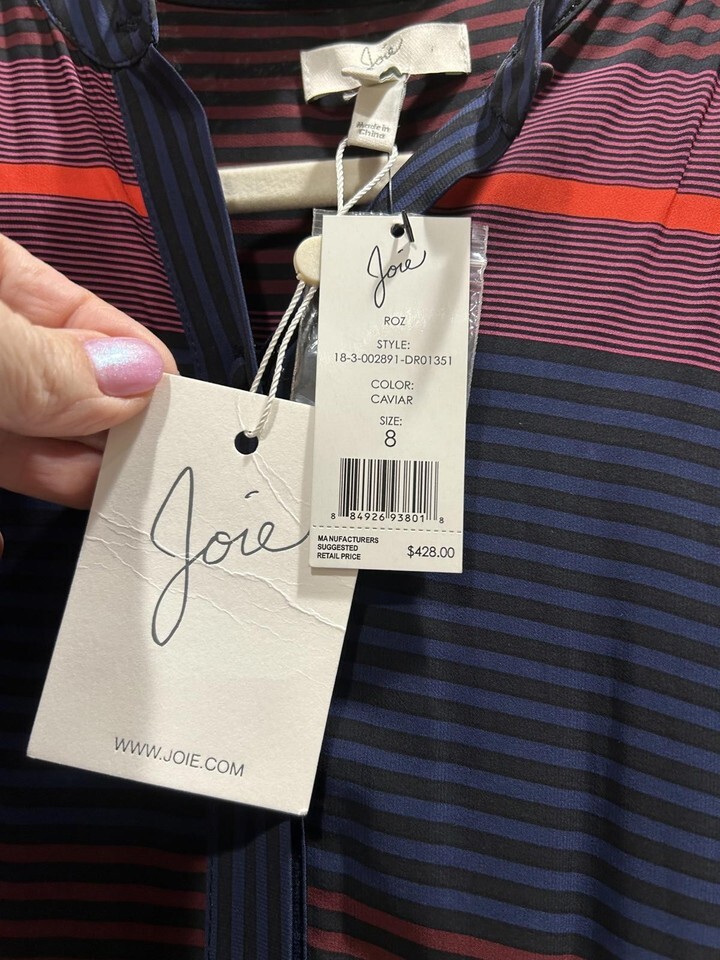 Joie
Made in
China
Joie
ROZ
STYLE:
18-3-002891-DR01351
COLOR:
CAVIAR
SIZE:
8
8 84926 93801 8
MANUFACTURERS
SUGGESTED
RETAIL PRICE
$428.00
Joie
WWW.JOIE.COM